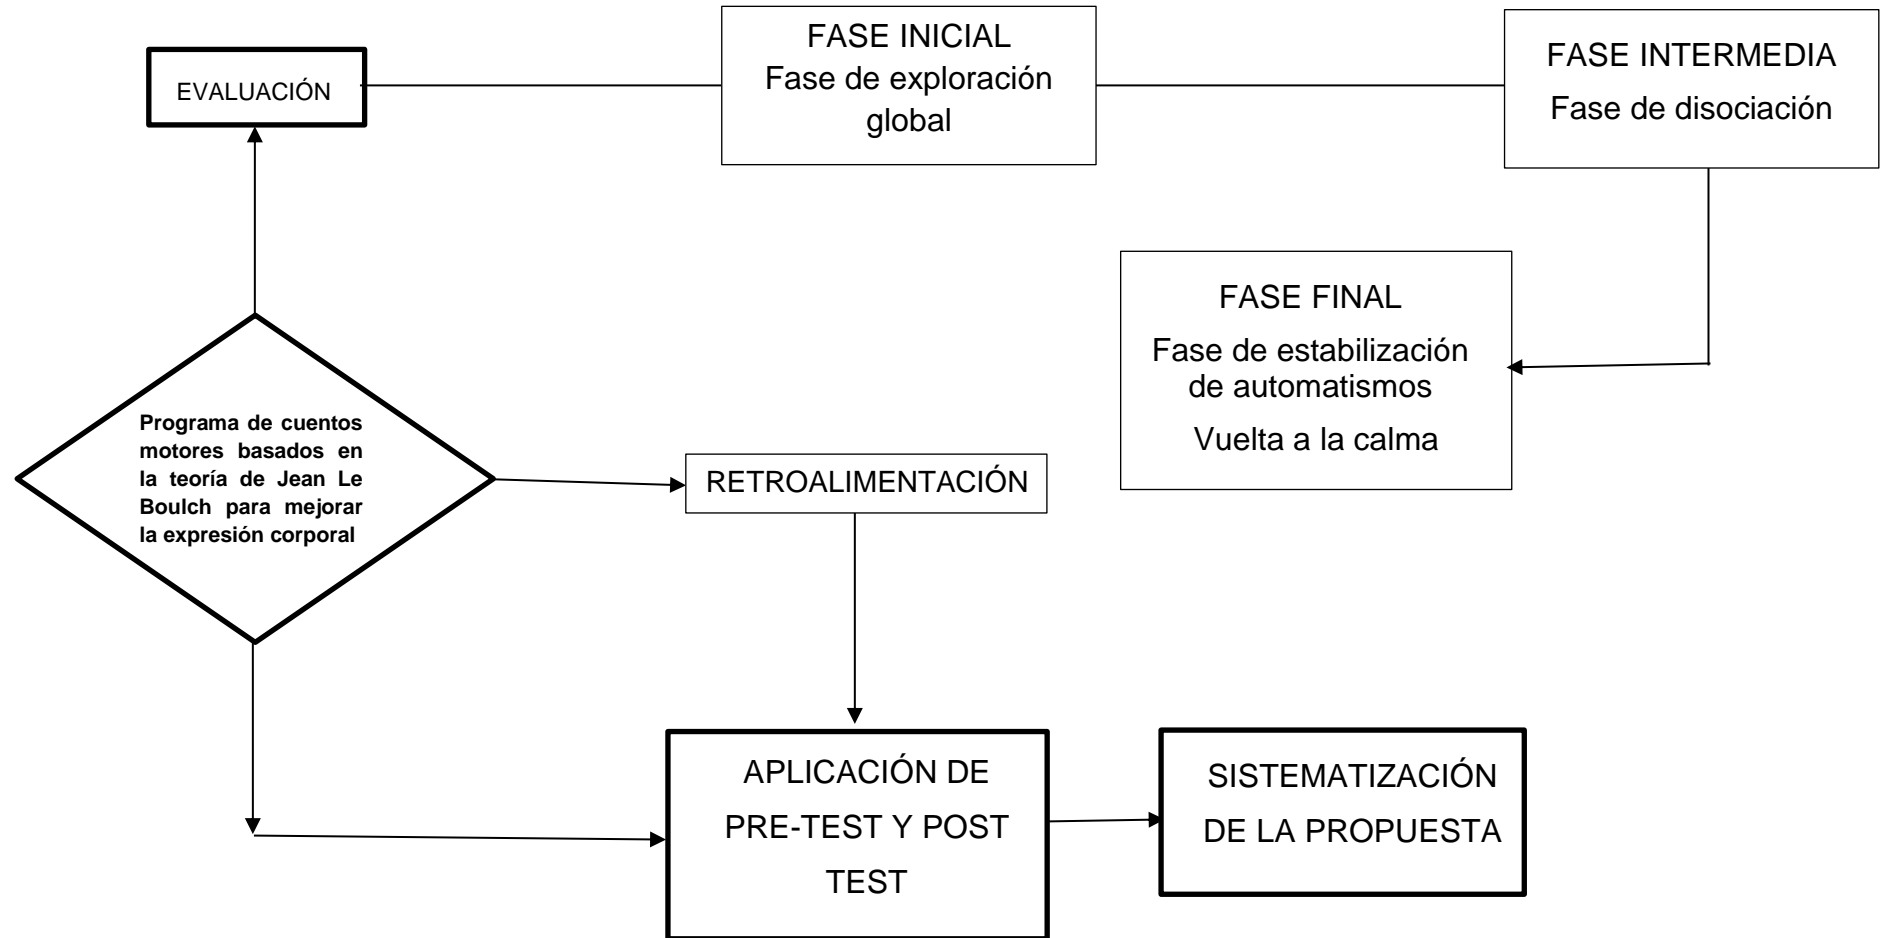 EVALUACIÓN
FASE INICIAL
Fase de exploración
global
FASE INTERMEDIA
Fase de disociación
FASE FINAL
Fase de estabilización
de automatismos
Vuelta a la calma
Programa de cuentos
motores basados en
la teoría de Jean Le
Boulch para mejorar
la expresión corporal
RETROALIMENTACIÓN
APLICACIÓN DE
PRE-TEST Y POST
TEST
SISTEMATIZACIÓN
DE LA PROPUESTA